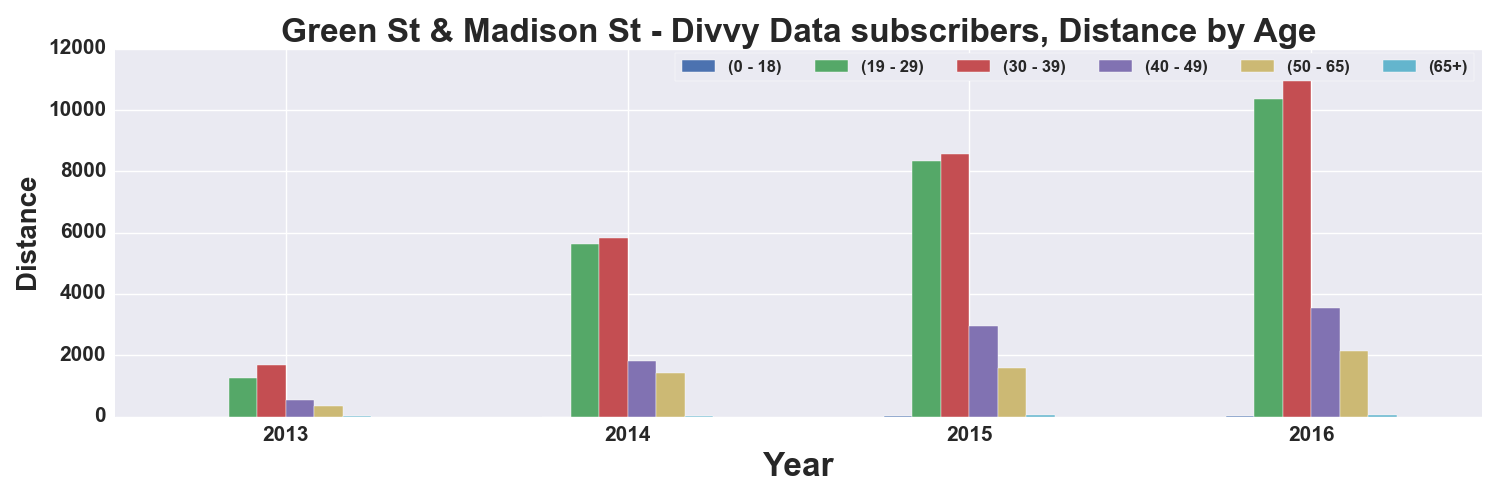 Green St & Madison St - Divvy Data subscribers, Distance by Age
12000
(0 - 18) (19 - 29) (30 - 39) (40 - 49) (50 - 65) (65+)
10000
8000
6000
4000
2000
0
Distance
2013 2014 2015 2016
Year